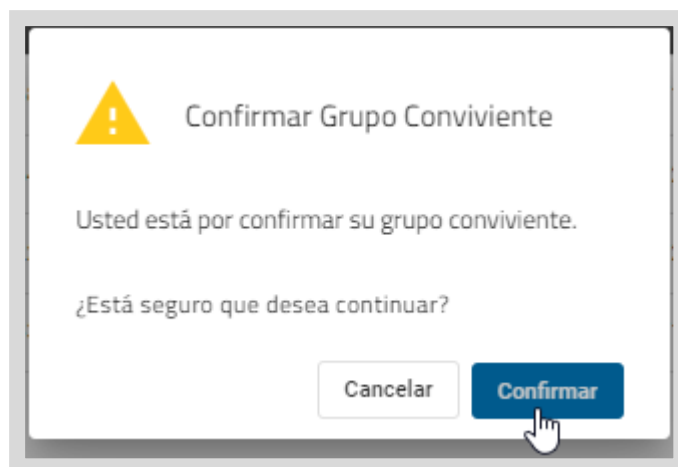 Confirmar Grupo Conviviente
Usted está por confirmar su grupo conviviente.
¿Está seguro que desea continuar?
Cancelar
Confirmar